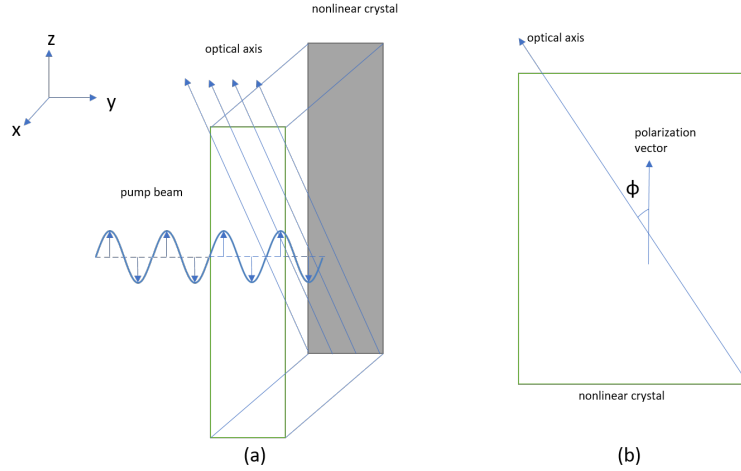 nonlinear crystal
z
optical axis
y
x
pump beam
(a)
optical axis
polarization
vector
ϕ
nonlinear crystal
(b)